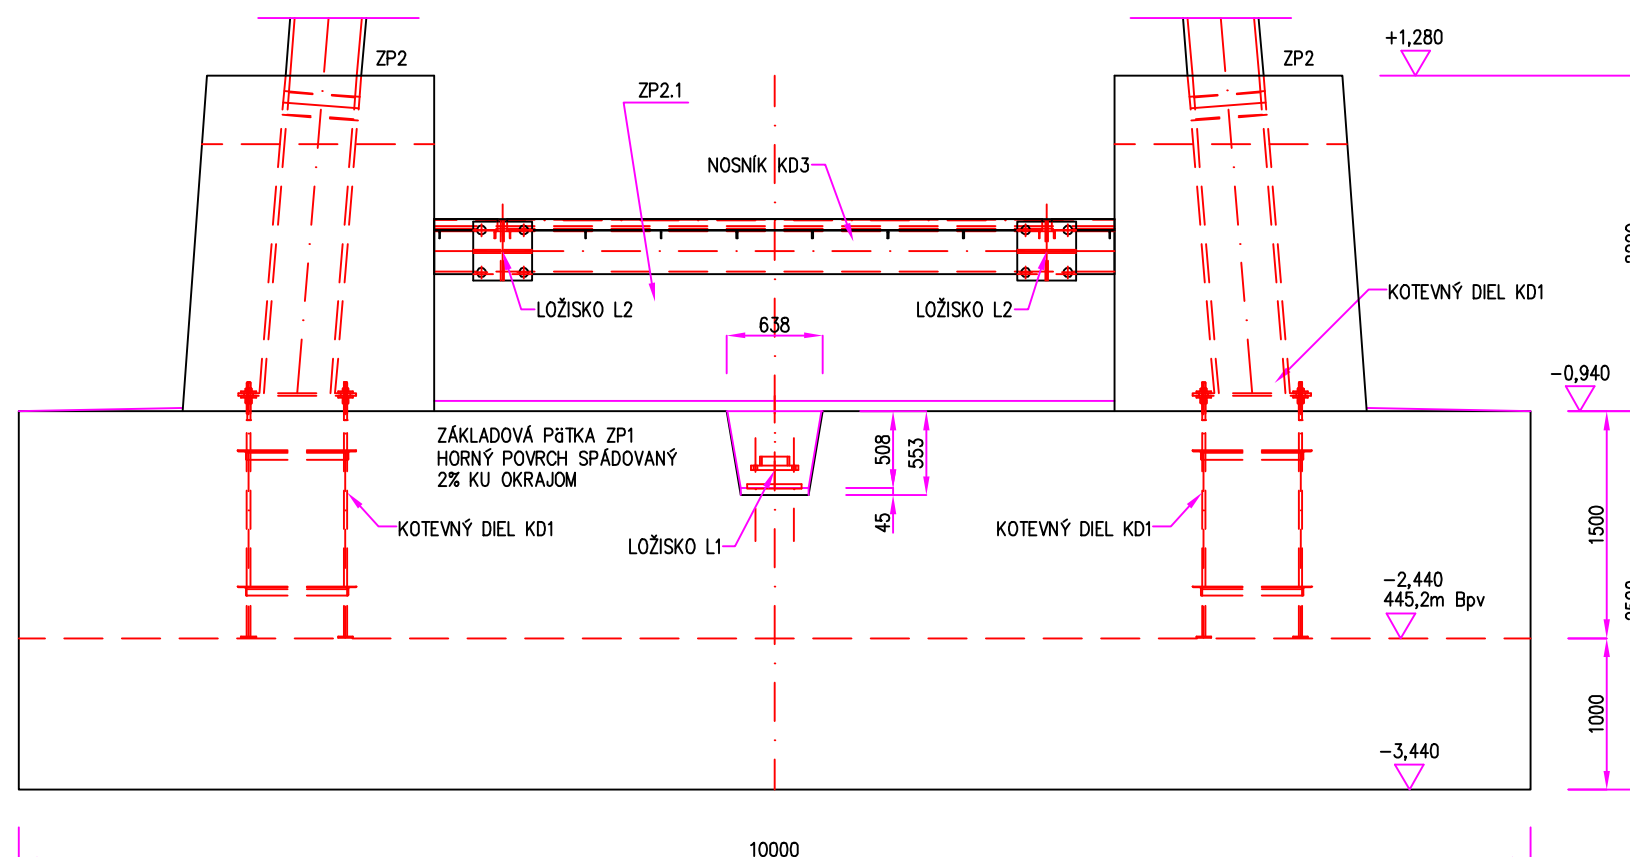 ZP2
ZP2
+1,280
ZP2.1
NOSNÍK KD3
LOŽISKO L2
LOŽISKO L2
KOTEVNÝ DIEL KD1
638
-0,940
ZÁKLADOVÁ PäTKA ZP1
HORNÝ POVRCH SPÁDOVANÝ
2% KU OKRAJOM
508
553
45
KOTEVNÝ DIEL KD1
LOŽISKO L1
KOTEVNÝ DIEL KD1
1500
-2,440
445,2m Bpv
1000
-3,440
10000